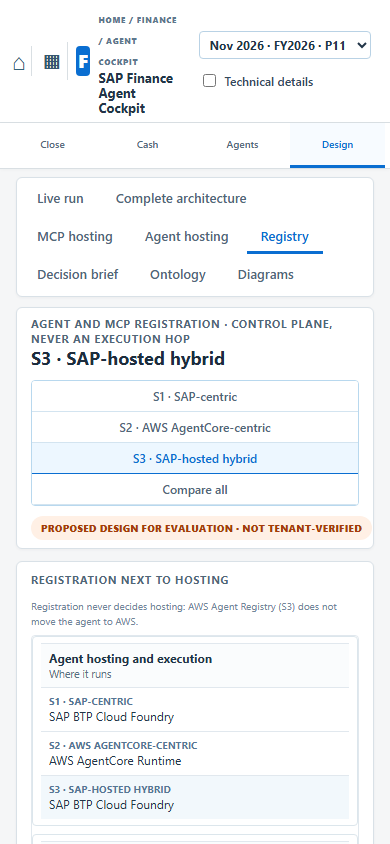 HOME / FINANCE
/ AGENT
COCKPIT
F
SAP Finance
Agent
Cockpit
Nov 2026 · FY2026 · P11
Technical details
Close
Cash
Agents
Design
Live run
Complete architecture
MCP hosting
Agent hosting
Registry
Decision brief
Ontology
Diagrams
AGENT AND MCP REGISTRATION · CONTROL PLANE,
NEVER AN EXECUTION HOP
S3 · SAP-hosted hybrid
S1 · SAP-centric
S2 · AWS AgentCore-centric
S3 · SAP-hosted hybrid
Compare all
PROPOSED DESIGN FOR EVALUATION · NOT TENANT-VERIFIED
REGISTRATION NEXT TO HOSTING
Registration never decides hosting: AWS Agent Registry (S3) does not
move the agent to AWS.
Agent hosting and execution
Where it runs
S1 · SAP-CENTRIC
SAP BTP Cloud Foundry
S2 · AWS AGENTCORE-CENTRIC
AWS AgentCore Runtime
S3 · SAP-HOSTED HYBRID
SAP BTP Cloud Foundry